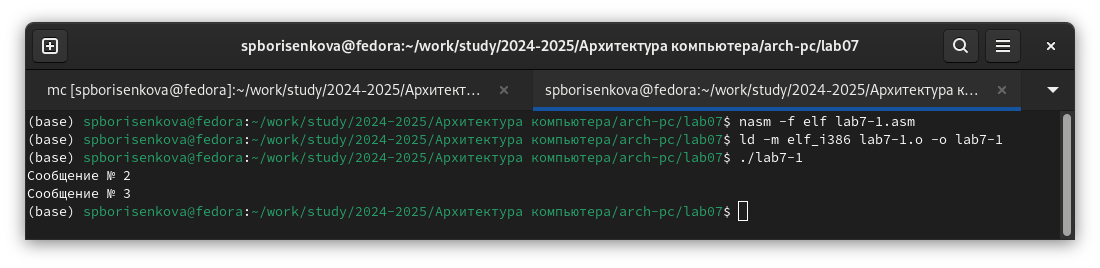 spborisenkova@fedora:~/work/study/2024-2025/Архитектура компьютера/arch-pc/lab07
mc [spborisenkova@fedora]:~/work/study/2024-2025/Архитект...
spborisenkova@fedora:~/work/study/2024-2025/Архитектура к...
(base) spborisenkova@fedora:~/work/study/2024-2025/Архитектура компьютера/arch-pc/lab07$ nasm -f elf lab7-1.asm
(base) spborisenkova@fedora:~/work/study/2024-2025/Архитектура компьютера/arch-pc/lab07$ ld -m elf_i386 lab7-1.o -o lab7-1
(base) spborisenkova@fedora:~/work/study/2024-2025/Архитектура компьютера/arch-pc/lab07$ ./lab7-1
Сообщение № 2
Сообщение № 3
(base) spborisenkova@fedora:~/work/study/2024-2025/Архитектура компьютера/arch-pc/lab07$